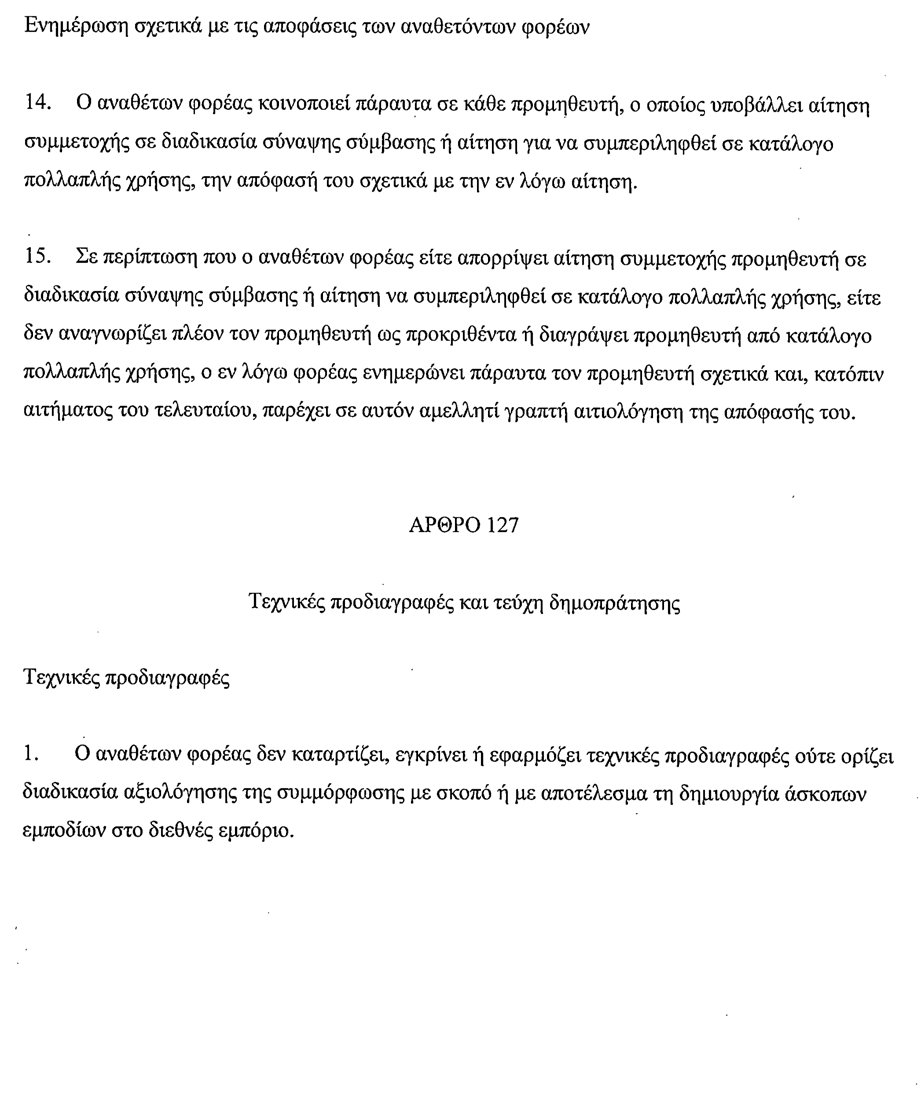 Ενημέρωση σχετικά με τις αποφάσεις των αναθετόντων φορέων
14. Ο αναθέτων φορέας κοινοποιεί πάραυτα σε κάθε προμηθευτή, ο οποίος υποβάλλει αίτηση
συμμετοχής σε διαδικασία σύναψης σύμβασης ή αίτηση για να συμπεριληφθεί σε κατάλογο
πολλαπλής χρήσης, την απόφασή του σχετικά με την εν λόγω αίτηση.
15. Σε περίπτωση που ο αναθέτων φορέας είτε απορρίψει αίτηση συμμετοχής προμηθευτή σε
διαδικασία σύναψης σύμβασης ή αίτηση να συμπεριληφθεί σε κατάλογο πολλαπλής χρήσης, είτε
δεν αναγνωρίζει πλέον τον προμηθευτή ως προκριθέντα ή διαγράψει προμηθευτή από κατάλογο
πολλαπλής χρήσης, ο εν λόγω φορέας ενημερώνει πάραυτα τον προμηθευτή σχετικά και, κατόπιν
αιτήματος του τελευταίου, παρέχει σε αυτόν αμελλητί γραπτή αιτιολόγηση της απόφασής του.
ΑΡΘΡΟ 127
Τεχνικές προδιαγραφές και τεύχη δημοπράτησης
Τεχνικές προδιαγραφές
1. Ο αναθέτων φορέας δεν καταρτίζει, εγκρίνει ή εφαρμόζει τεχνικές προδιαγραφές ούτε ορίζει
διαδικασία αξιολόγησης της συμμόρφωσης με σκοπό ή με αποτέλεσμα τη δημιουργία άσκοπων
εμποδίων στο διεθνές εμπόριο.